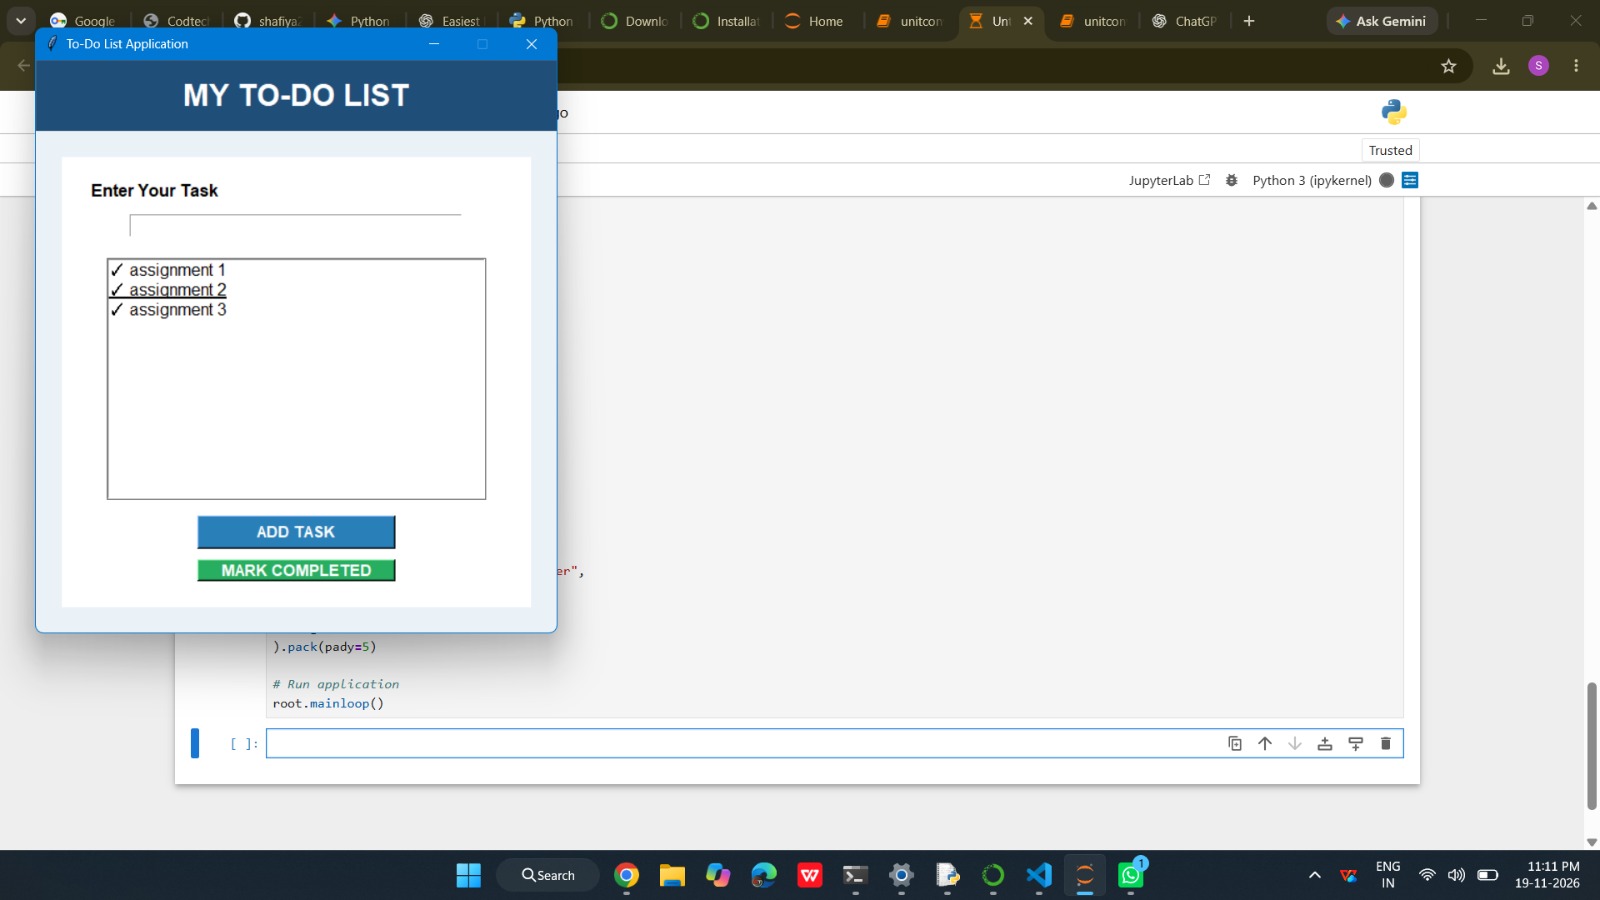 Google
Codtec
shafiya
Python
Easiest
Python
Downlo
Installat
Home
unitcon
Unt
unitcon
ChatGP
Ask Gemini
To-Do List Application
S
MY TO-DO LIST
Trusted
Enter Your Task
JupyterLab
Python 3 (ipykernel)
✓ assignment 1
✓ assignment 2
✓ assignment 3
ADD TASK
MARK COMPLETED
er",
).pack(pady=5)
# Run application
root.mainloop()
[ ]:
Search
1
ENG
IN
11:11 PM
19-11-2026